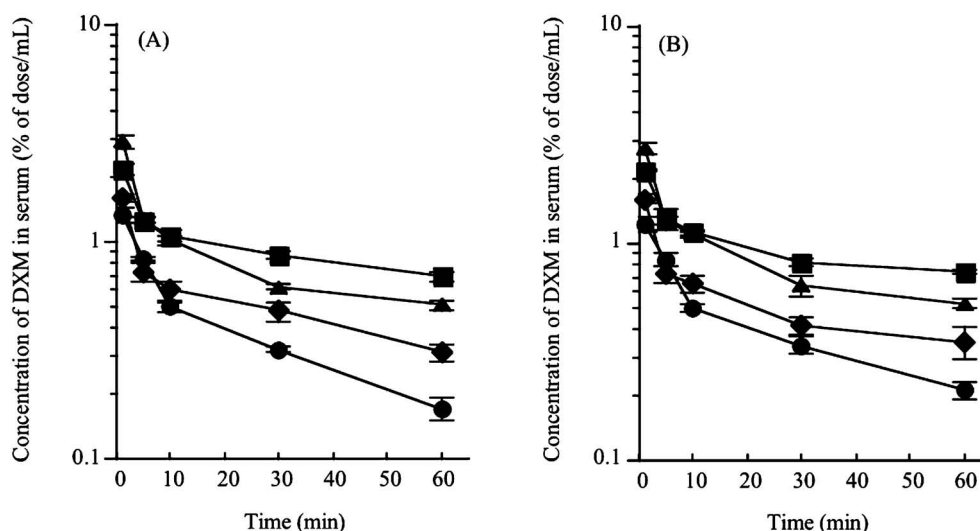 Concentration of DXM in serum (% of dose/mL)
10
1
0.1
(A)
0 10 20 30 40 50 60
Time (min)
Concentration of DXM in serum (% of dose/mL)
10
1
0.1
(B)
0 10 20 30 40 50 60
Time (min)